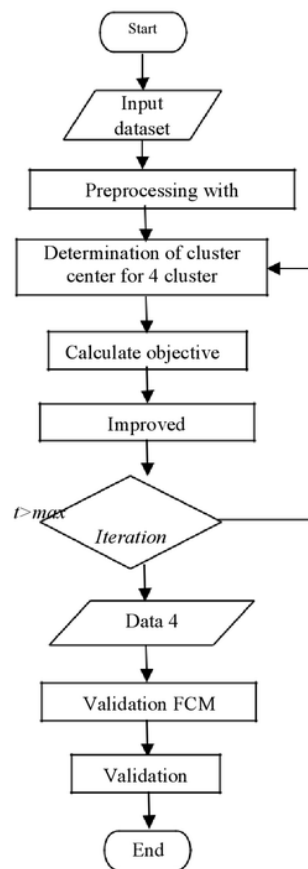 Start
Input
dataset
Preprocessing with
Determination of cluster
center for 4 cluster
Calculate objective
Improved
t>max
Iteration
Data 4
Validation FCM
Validation
End